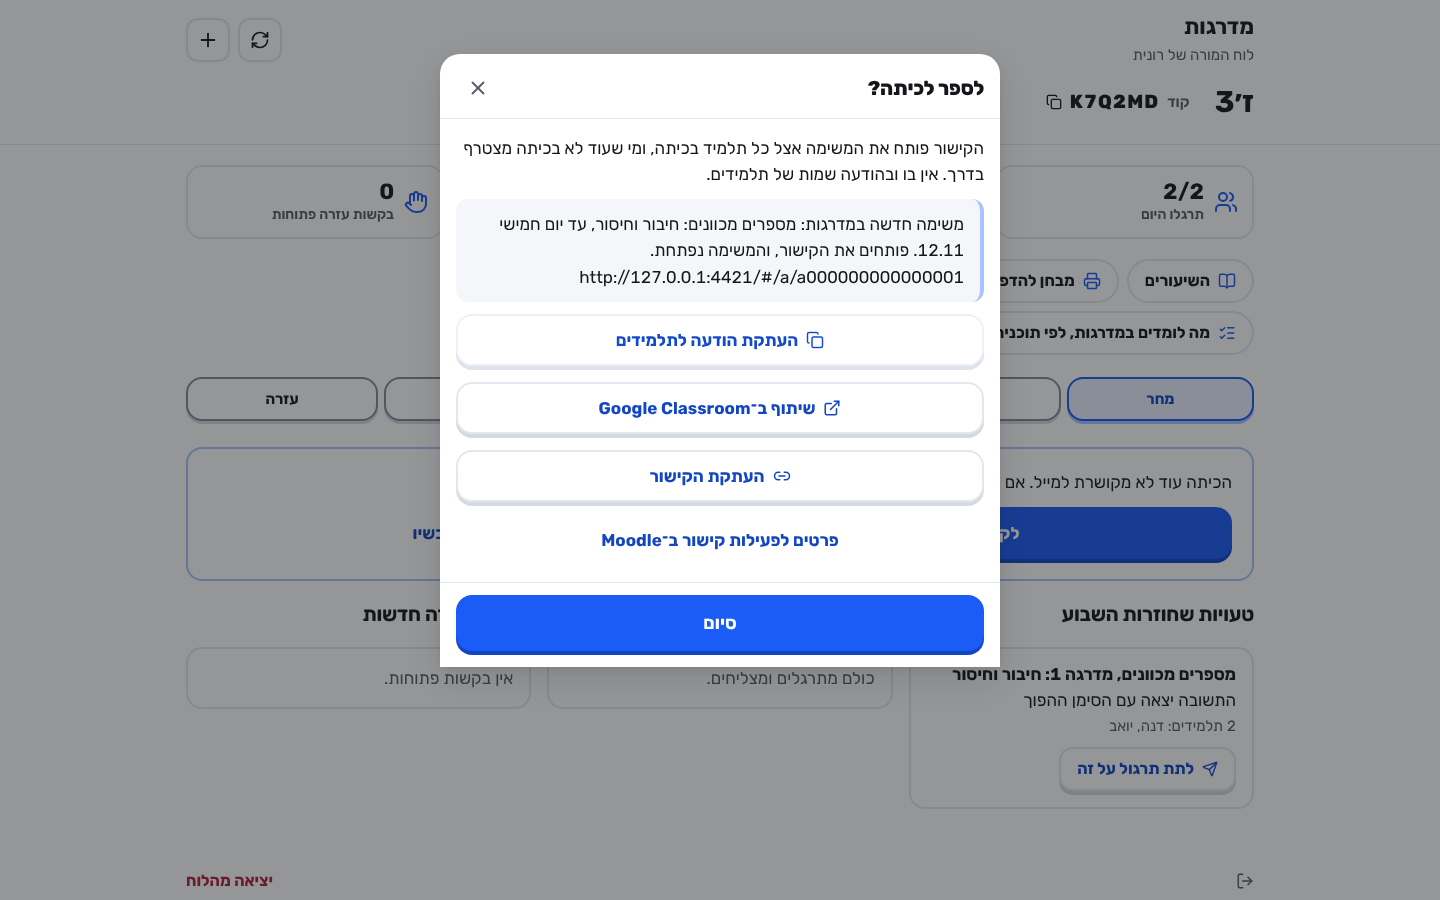 מדרגות
לוח המורה של רונית
ז׳3 קוד K7Q2MD
לספר לכיתה?
הקישור פותח את המשימה אצל כל תלמיד בכיתה, ומי שעוד לא בכיתה מצטרף
בדרך. אין בו ובהודעה שמות של תלמידים.
משימה חדשה במדרגות: מספרים מכוונים: חיבור וחיסור, עד יום חמישי
12.11. פותחים את הקישור, והמשימה נפתחת.
http://127.0.0.1:4421/#/a/a000000000000001
העתקת הודעה לתלמידים
שיתוף ב־Google Classroom
העתקת הקישור
פרטים לפעילות קישור ב־Moodle
סיום
2/2
תרגלו היום
0
בקשות עזרה פתוחות
השיעורים
מבחן להדפ
מה לומדים במדרגות, לפי תוכנית
מחר
עזרה
הכיתה עוד לא מקושרת למייל. אם
טעויות שחוזרות השבוע
חדשות
מספרים מכוונים, מדרגה 1: חיבור וחיסור
התשובה יצאה עם הסימן ההפוך
2 תלמידים: דנה, יואב
לתת תרגול על זה
כולם מתרגלים ומצליחים.
אין בקשות פתוחות.
יציאה מהלוח